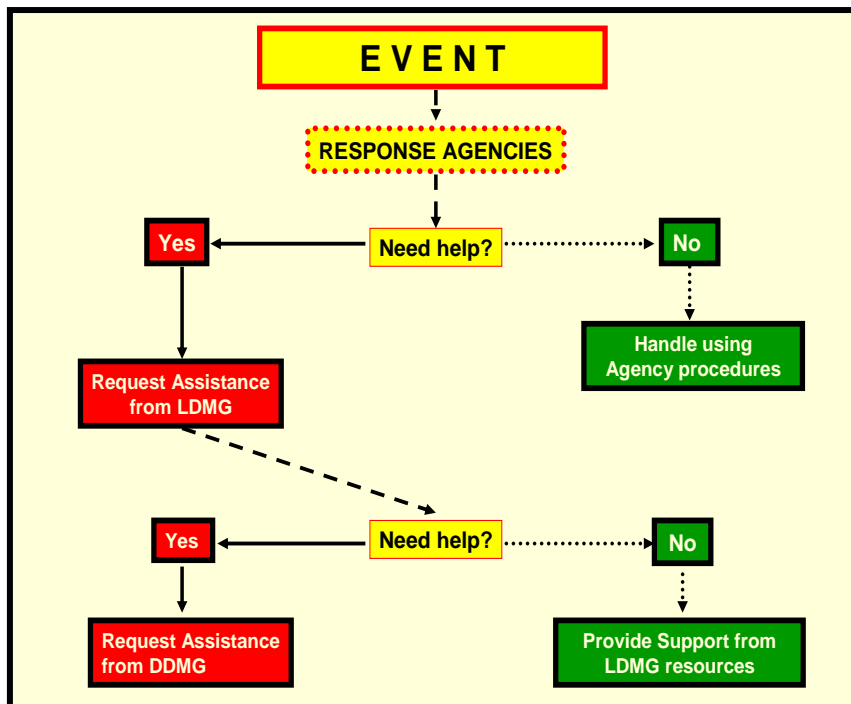 E V E N T
RESPONSE AGENCIES
Yes
Need help?
No
Handle using
Agency procedures
Request Assistance
from LDMG
Yes
Need help?
No
Request Assistance
from DDMG
Provide Support from
LDMG resources